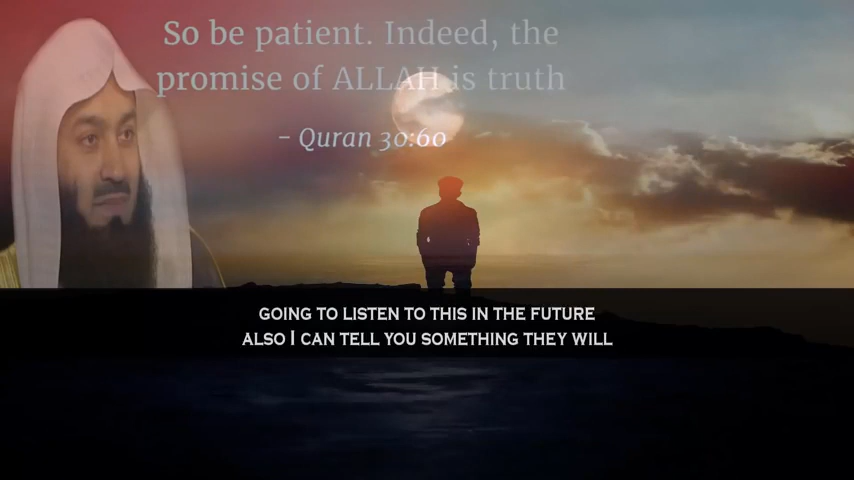 So be patient. Indeed, the
promise of ALLAH is truth
- Quran 30:60
GOING TO LISTEN TO THIS IN THE FUTURE
ALSO I CAN TELL YOU SOMETHING THEY WILL